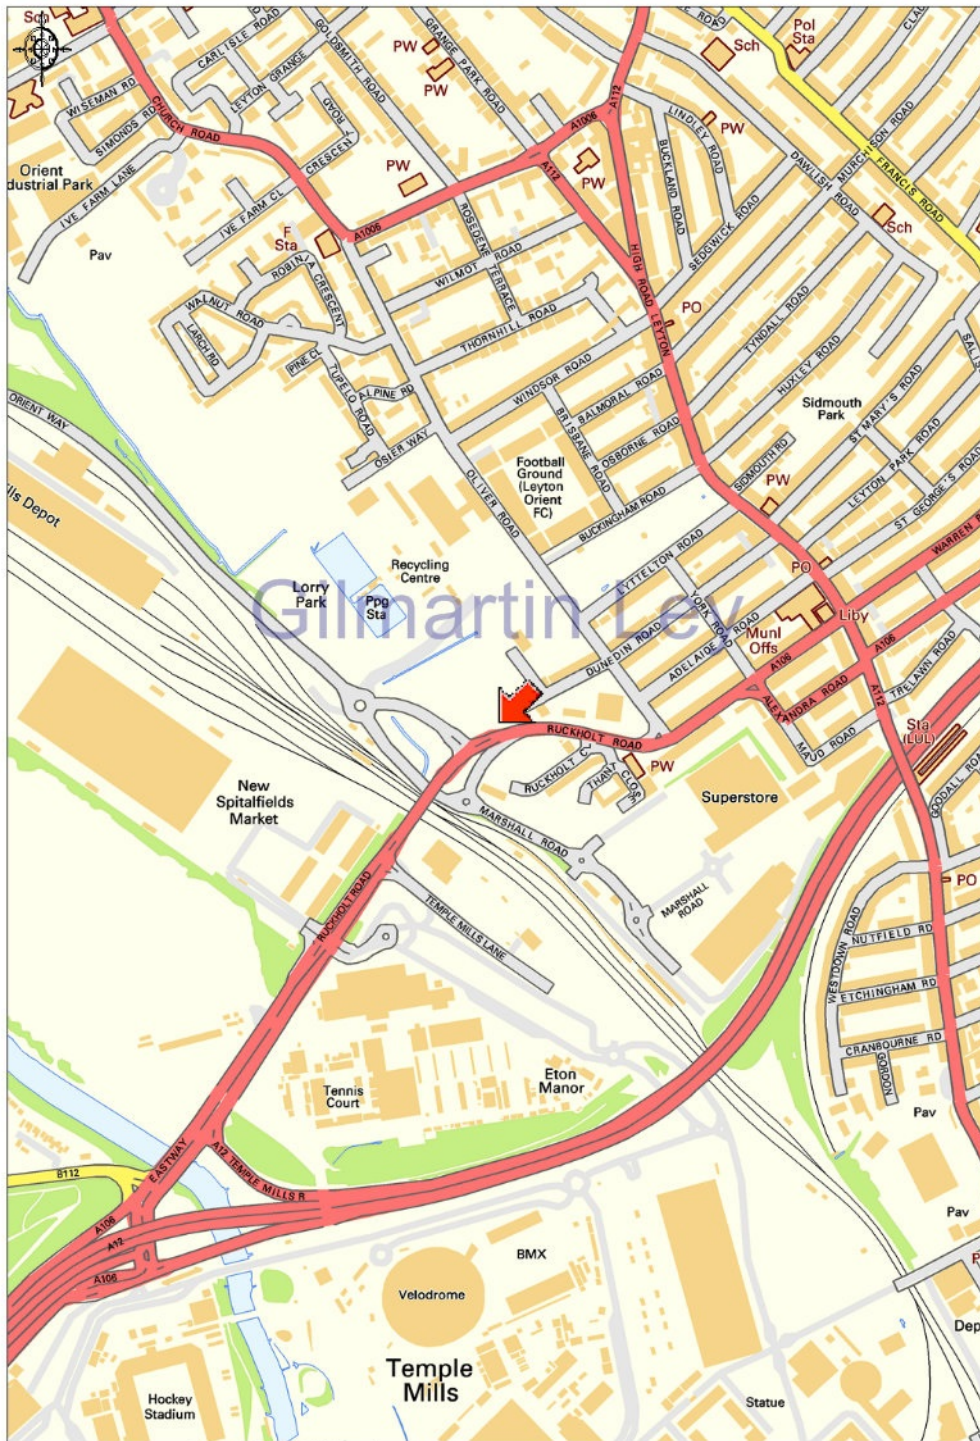 Sch
CARLISLE ROAD
LEYTON GRANGE
GOLDSMITH ROAD
PW
PW
GRANGE PARK ROAD
Sch
Pol
Sta
WISEMAN RD
SIMONDS RD
CHURCH ROAD
ROAD
A112
A1006
LINDLEY ROAD
PW
BUCKLAND ROAD
MURCHISON ROAD
FRANCIS ROAD
DAWLISH ROAD
Sch
Orient
dustrial Park
IVE FARM LANE
Pav
IVE FARM CL
CRESCEN
PW
A112
PW
F
Sta
A1006
ROSEDENE TERRACE
WILMOT ROAD
SEDGWICK ROAD
HIGH ROAD LEYTON
PO
ROBIN
A CRESCENT
WALNUT ROAD
LARCH RD
PINE CL
TUPELO ROAD
ALPINE RD
THORNHILL ROAD
WINDSOR ROAD
TYNDALL ROAD
HUXLEY ROAD
ORIENT WAY
OSIER WAY
BRISBANE ROAD
BALMORAL ROAD
OSBORNE ROAD
Sidmouth
Park
ST MARY'S ROAD
LEYTON PARK ROAD
ST GEORGE'S ROAD
Football
Ground
(Leyton
Orient
FC)
OLIVER ROAD
BUCKINGHAM ROAD
SIDMOUTH RD
PW
lls Depot
Recycling
Centre
Lorry
Park
Ppg
Sta
Gilmartin Ley
LYTTELTON ROAD
YORK ROAD
PO
WARREN
Liby
Munl
Offs
DUNEDIN ROAD
ADELAIDE ROAD
A106
A106
ALEXANDRA ROAD
A112
TRELAWN ROAD
MAUD ROAD
Sta
(LUL)
GOODALL ROAD
RUCKHOLT ROAD
RUCKHOLT C
THAN
T CLOSE
PW
Superstore
New
Spitalfields
Market
MARSHALL ROAD
MARSHALL
ROAD
PO
RUCKHOLT ROAD
TEMPLE MILLS LANE
WESTDOWN ROAD
NUTFIELD RD
ETCHINGHAM RD
CRANBOURNE RD
GORDON
Pav
Tennis
Court
Eton
Manor
B112
EASTWAY
A12 TEMPLE MILLS R
A106
A12
A106
Pav
BMX
Velodrome
Dep
Temple
Mills
Hockey
Stadium
Statue